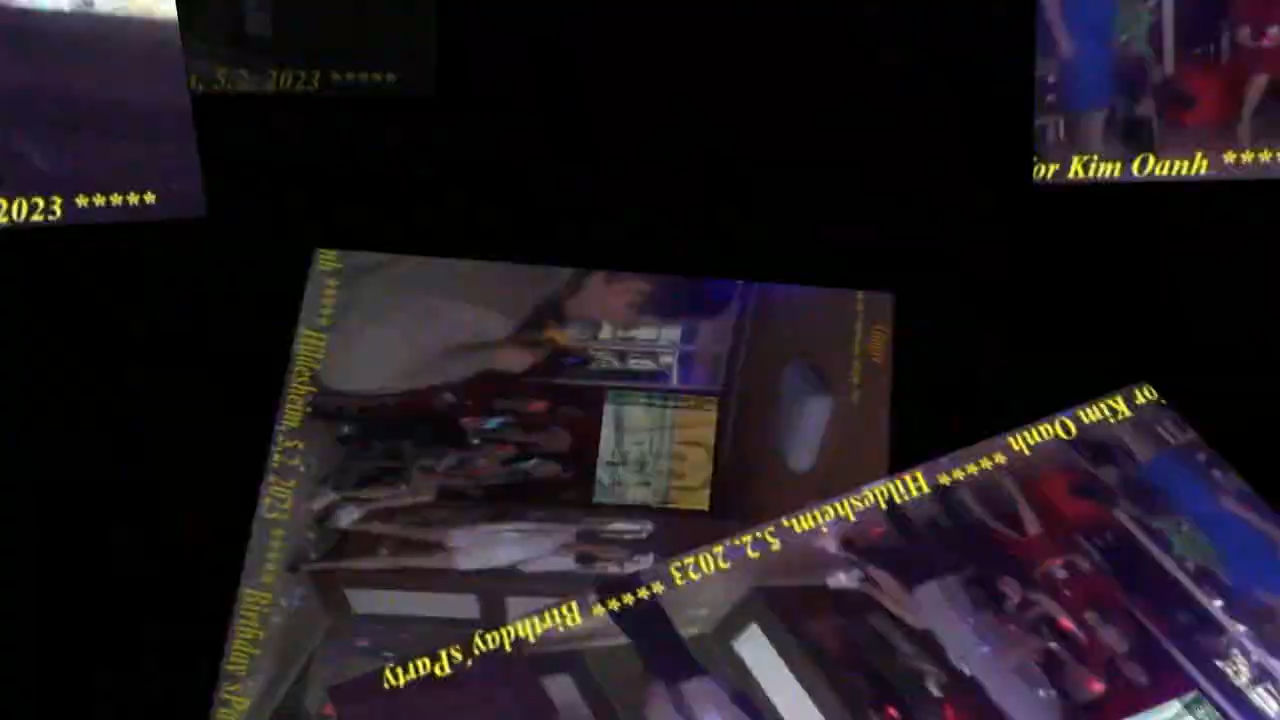 , 5.2. 2023 *****
2023 *****
or Kim Oanh ****
nh ***** Hildesheim, 5.2. 2023 ***** Birthday'sPa
or Kim Oanh ***** Hildesheim, 5.2. 2023 ***** ** Birthday'sParty